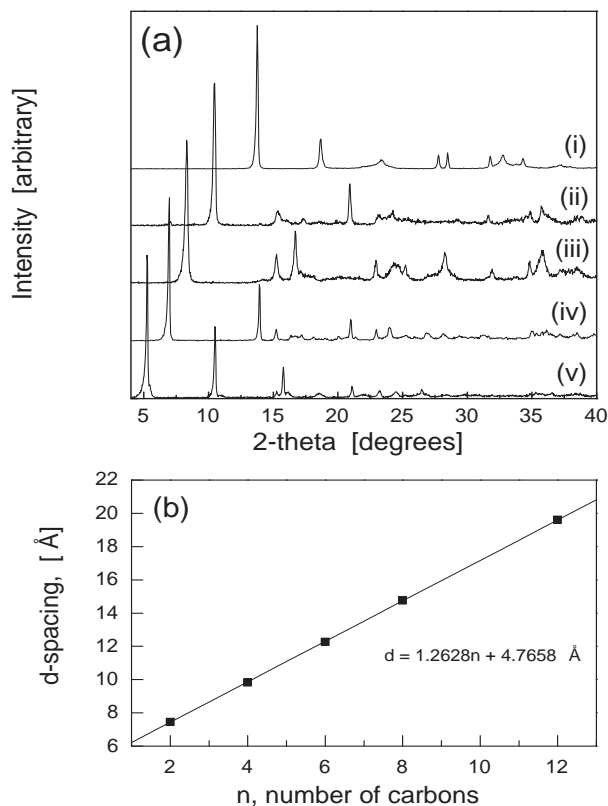 (a)
Intensity [arbitrary]
(i)
(ii)
(iii)
(iv)
(v)
5 10 15 20 25 30 35 40
2-theta [degrees]
22
20
18
16
14
12
10
8
6
(b)
d-spacing, [ Å]
d = 1.2628n + 4.7658 Å
2 4 6 8 10 12
n, number of carbons